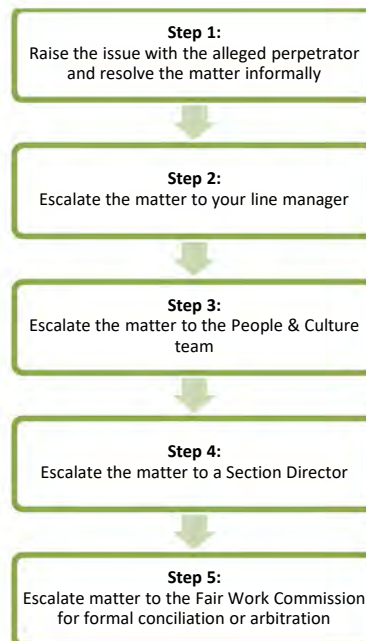 Step 1:
Raise the issue with the alleged perpetrator
and resolve the matter informally
Step 2:
Escalate the matter to your line manager
Step 3:
Escalate the matter to the People & Culture
team
Step 4:
Escalate the matter to a Section Director
Step 5:
Escalate matter to the Fair Work Commission
for formal conciliation or arbitration